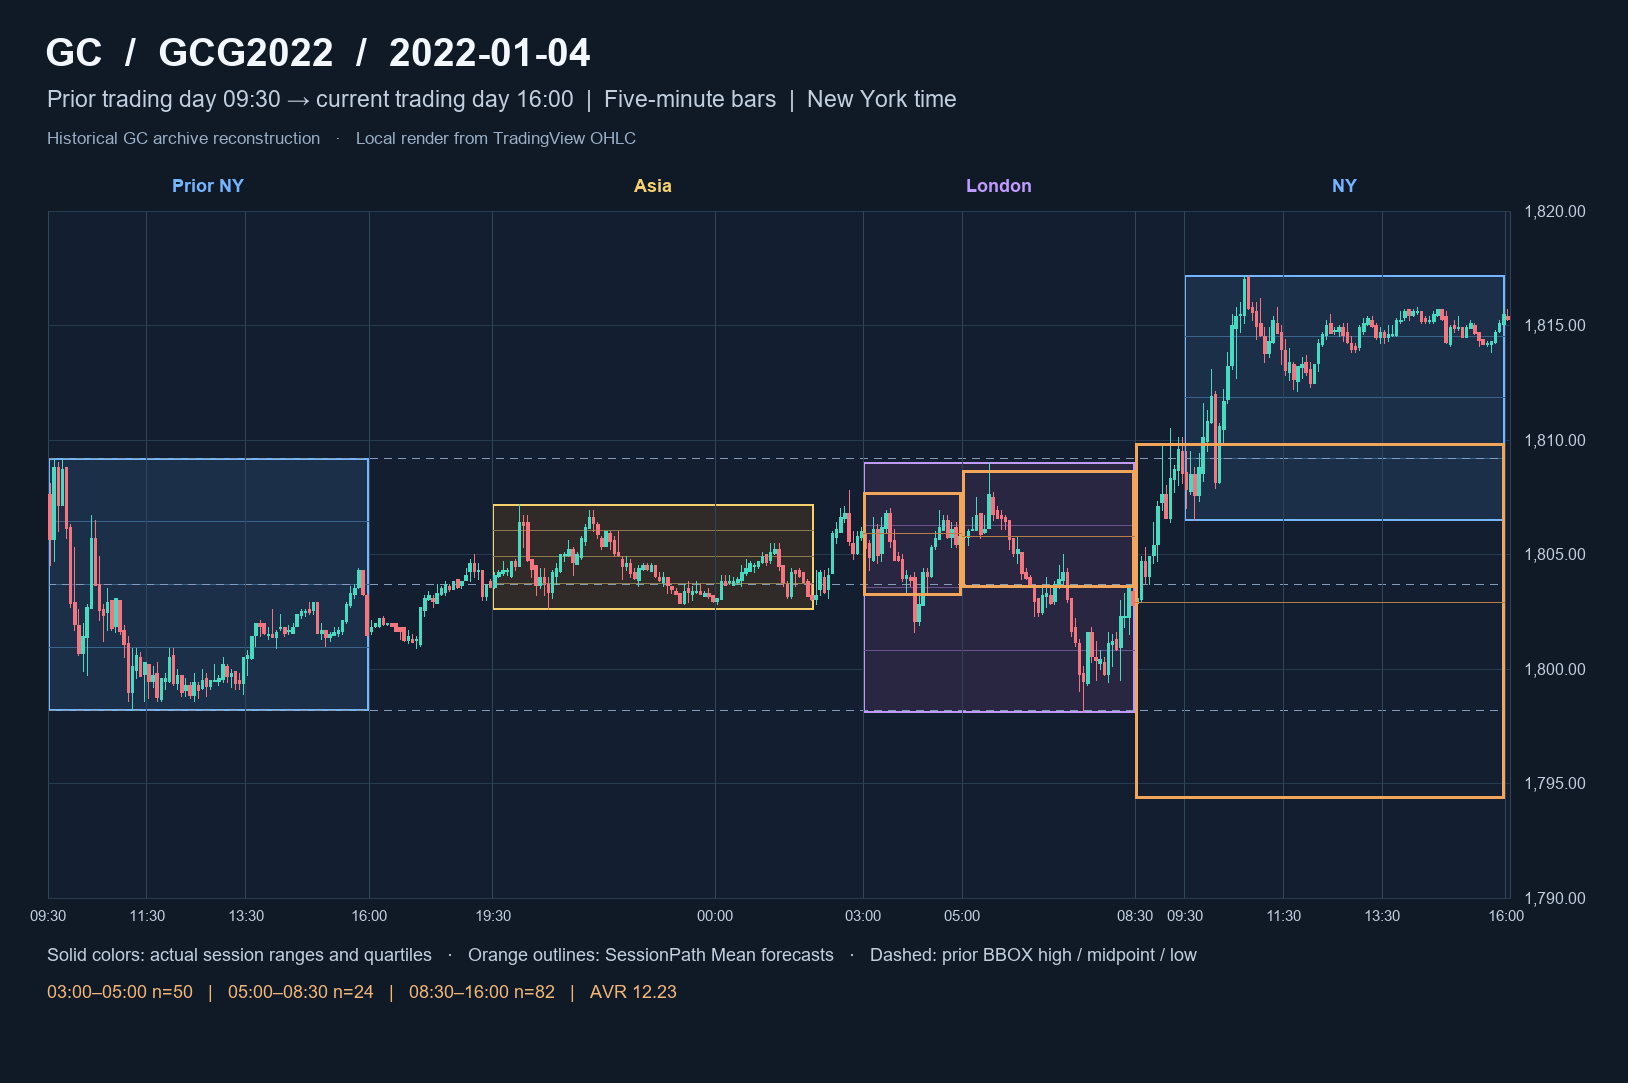 GC / GCG2022 / 2022-01-04
Prior trading day 09:30 → current trading day 16:00 | Five-minute bars | New York time
Historical GC archive reconstruction · Local render from TradingView OHLC
Prior NY Asia London NY
1,820.00
1,815.00
1,810.00
1,805.00
1,800.00
1,795.00
1,790.00
09:30 11:30 13:30 16:00 19:30 00:00 03:00 05:00 08:30 09:30 11:30 13:30 16:00
Solid colors: actual session ranges and quartiles · Orange outlines: SessionPath Mean forecasts · Dashed: prior BBOX high / midpoint / low
03:00–05:00 n=50 | 05:00–08:30 n=24 | 08:30–16:00 n=82 | AVR 12.23